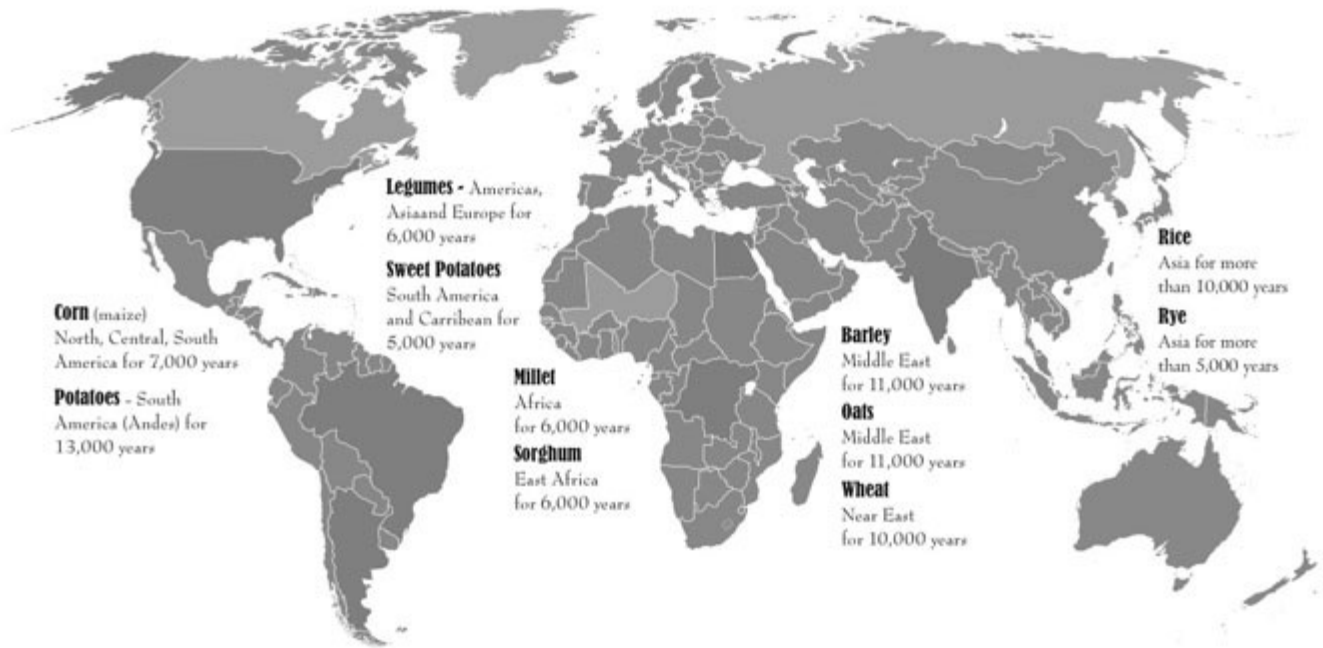 Legumes - Americas,
Asiaand Europe for
6,000 years
Sweet Potatoes
South America
and Carribean for
5,000 years
Corn (maize)
North, Central, South
America for 7,000 years
Potatoes - South
America (Andes) for
13,000 years
Millet
Africa
for 6,000 years
Sorghum
East Africa
for 6,000 years
Barley
Middle East
for 11,000 years
Oats
Middle East
for 11,000 years
Wheat
Near East
for 10,000 years
Rice
Asia for more
than 10,000 years
Rye
Asia for more
than 5,000 years